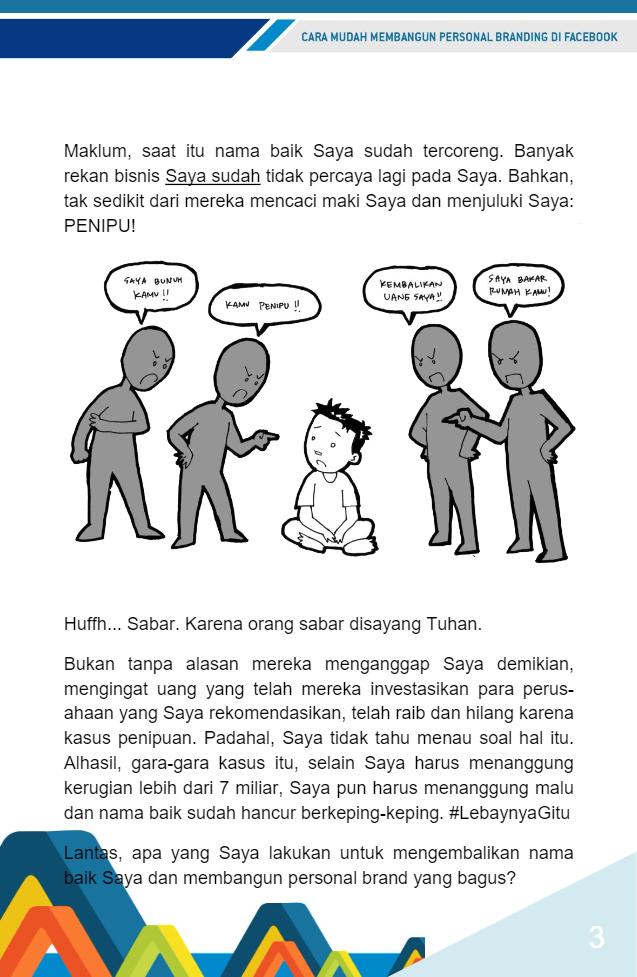 CARA MUDAH MEMBANGUN PERSONAL BRANDING DI FACEBOOK
Maklum, saat itu nama baik Saya sudah tercoreng. Banyak
rekan bisnis Saya sudah tidak percaya lagi pada Saya. Bahkan,
tak sedikit dari mereka mencaci maki Saya dan menjuluki Saya:
PENIPU!
SAYA BUNUH
KAMU !!
KAMU PENIPU !!
KEMBALIKAN
UANG SAYA!!
SAYA BAKAR
RUMAH KAMU!
Huffh... Sabar. Karena orang sabar disayang Tuhan.
Bukan tanpa alasan mereka menganggap Saya demikian,
mengingat uang yang telah mereka investasikan para perus-
ahaan yang Saya rekomendasikan, telah raib dan hilang karena
kasus penipuan. Padahal, Saya tidak tahu menau soal hal itu.
Alhasil, gara-gara kasus itu, selain Saya harus menanggung
kerugian lebih dari 7 miliar, Saya pun harus menanggung malu
dan nama baik sudah hancur berkeping-keping. #LebaynyaGitu
Lantas, apa yang Saya lakukan untuk mengembalikan nama
baik Saya dan membangun personal brand yang bagus?
3